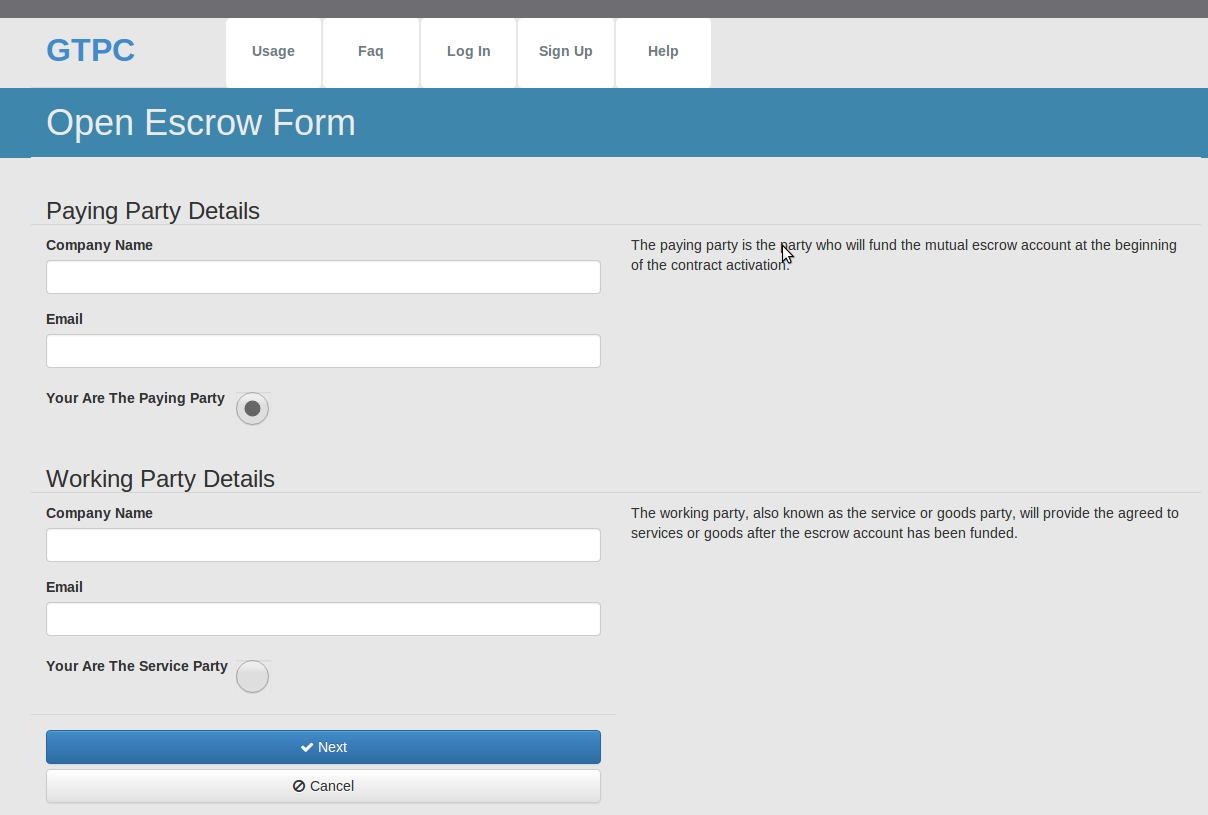 GTPC
Usage
Faq
Log In
Sign Up
Help
Open Escrow Form
Paying Party Details
Company Name
The paying party is the party who will fund the mutual escrow account at the beginning
of the contract activation.
Email
Your Are The Paying Party
Working Party Details
Company Name
The working party, also known as the service or goods party, will provide the agreed to
services or goods after the escrow account has been funded.
Email
Your Are The Service Party
Next
Cancel